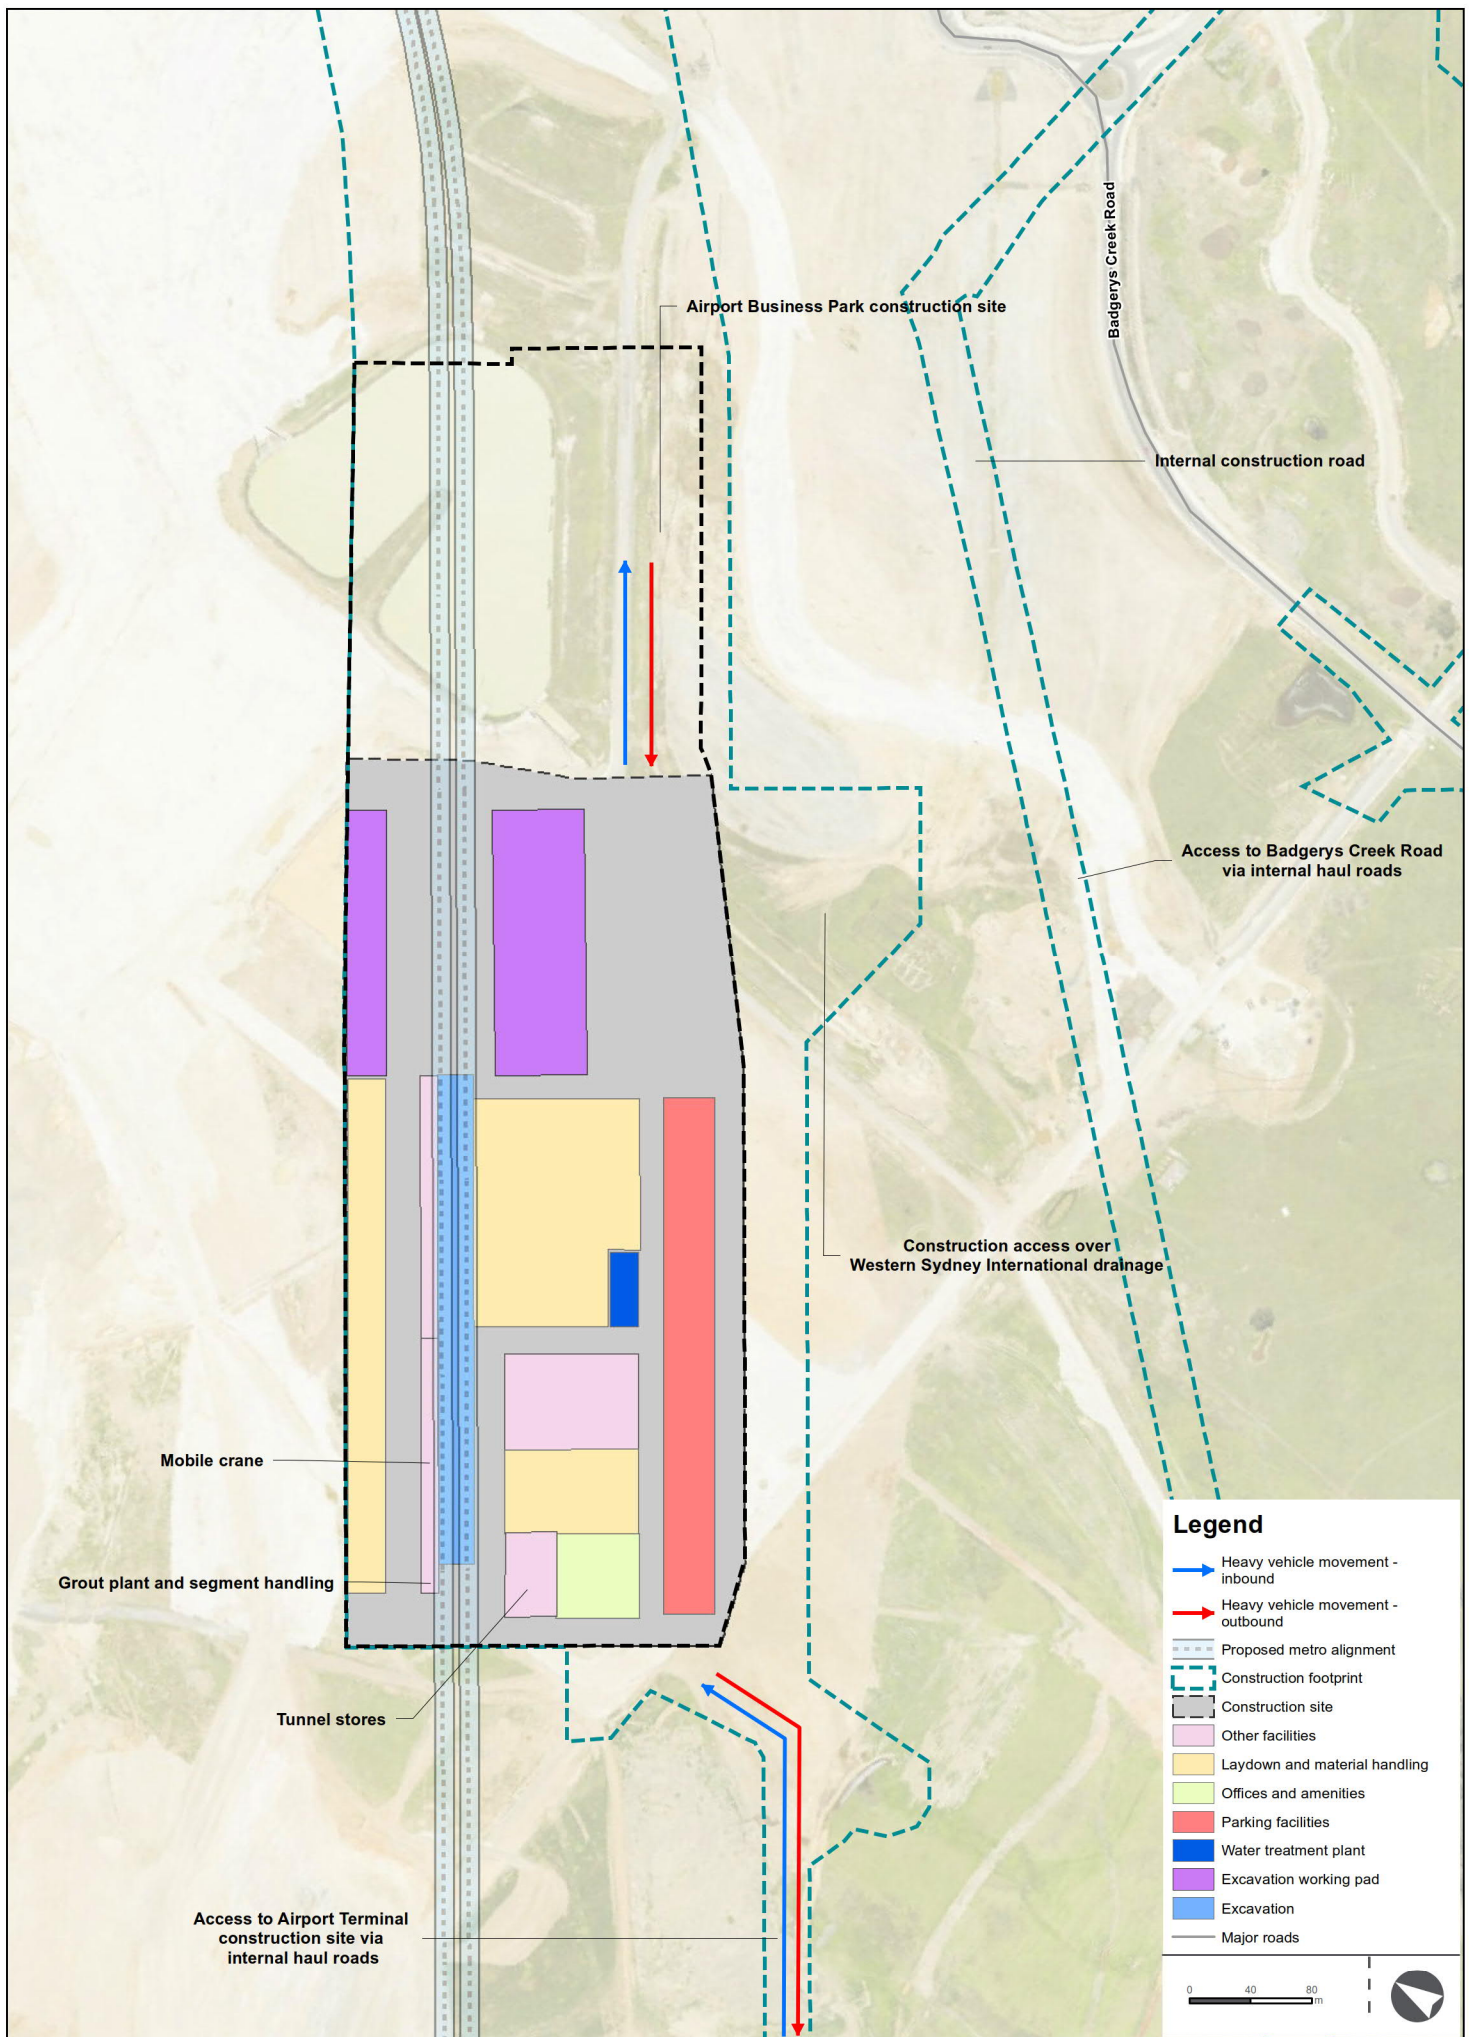 Badgerys Creek Road
Airport Business Park construction site
Internal construction road
Access to Badgerys Creek Road
via internal haul roads
Construction access over
Western Sydney International drainage
Mobile crane
Grout plant and segment handling
Tunnel stores
Access to Airport Terminal
construction site via
internal haul roads
Legend
Heavy vehicle movement -
inbound
Heavy vehicle movement -
outbound
Proposed metro alignment
Construction footprint
Construction site
Other facilities
Laydown and material handling
Offices and amenities
Parking facilities
Water treatment plant
Excavation working pad
Excavation
Major roads
0 40 80
m